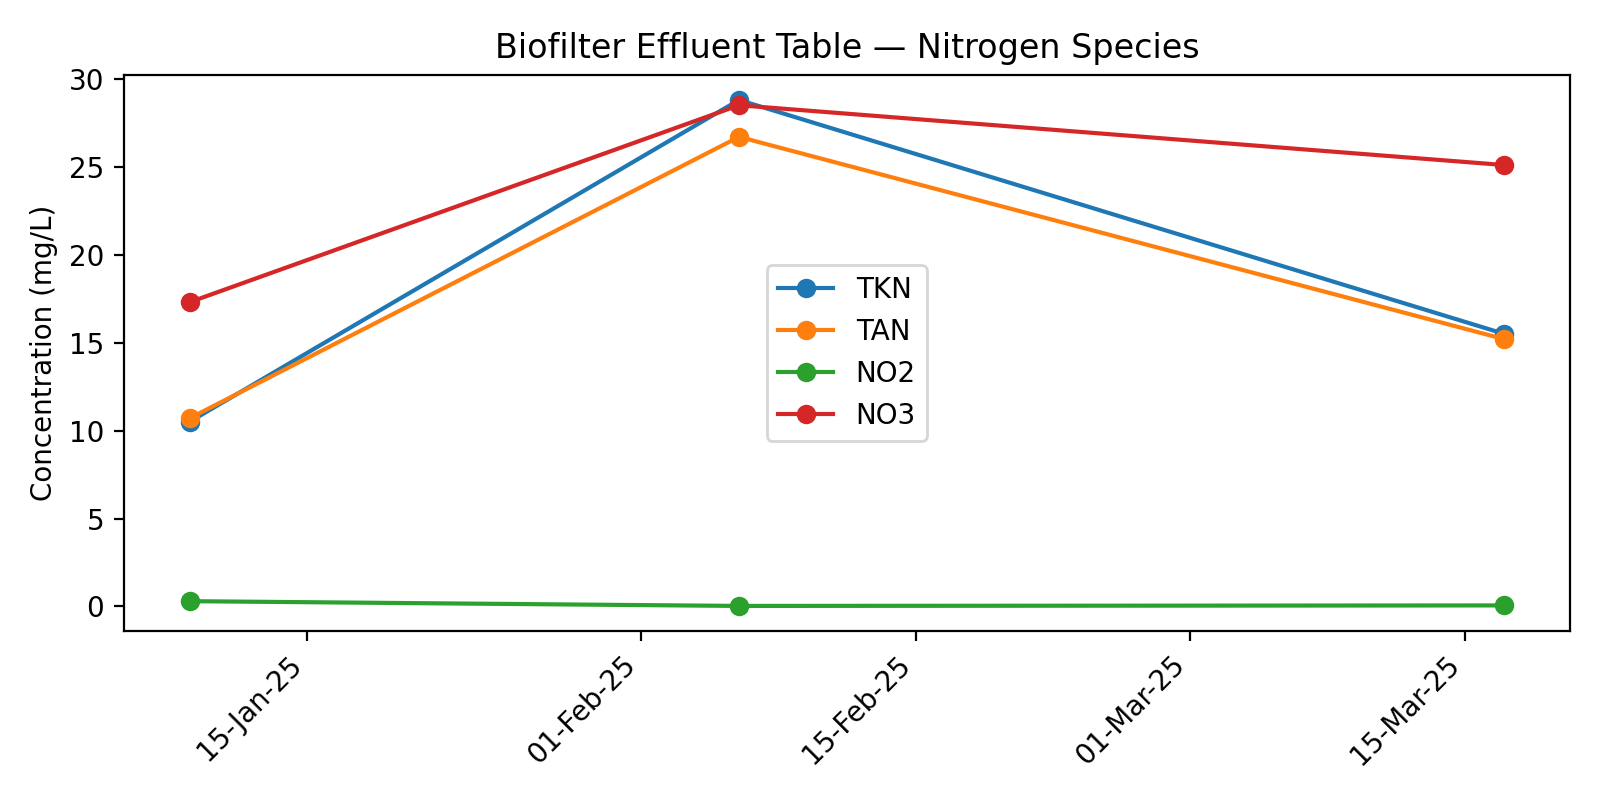 Biofilter Effluent Table — Nitrogen Species
Concentration (mg/L)
30
25
20
15
10
5
0
TKN
TAN
NO2
NO3
15-Jan-25
01-Feb-25
15-Feb-25
01-Mar-25
15-Mar-25